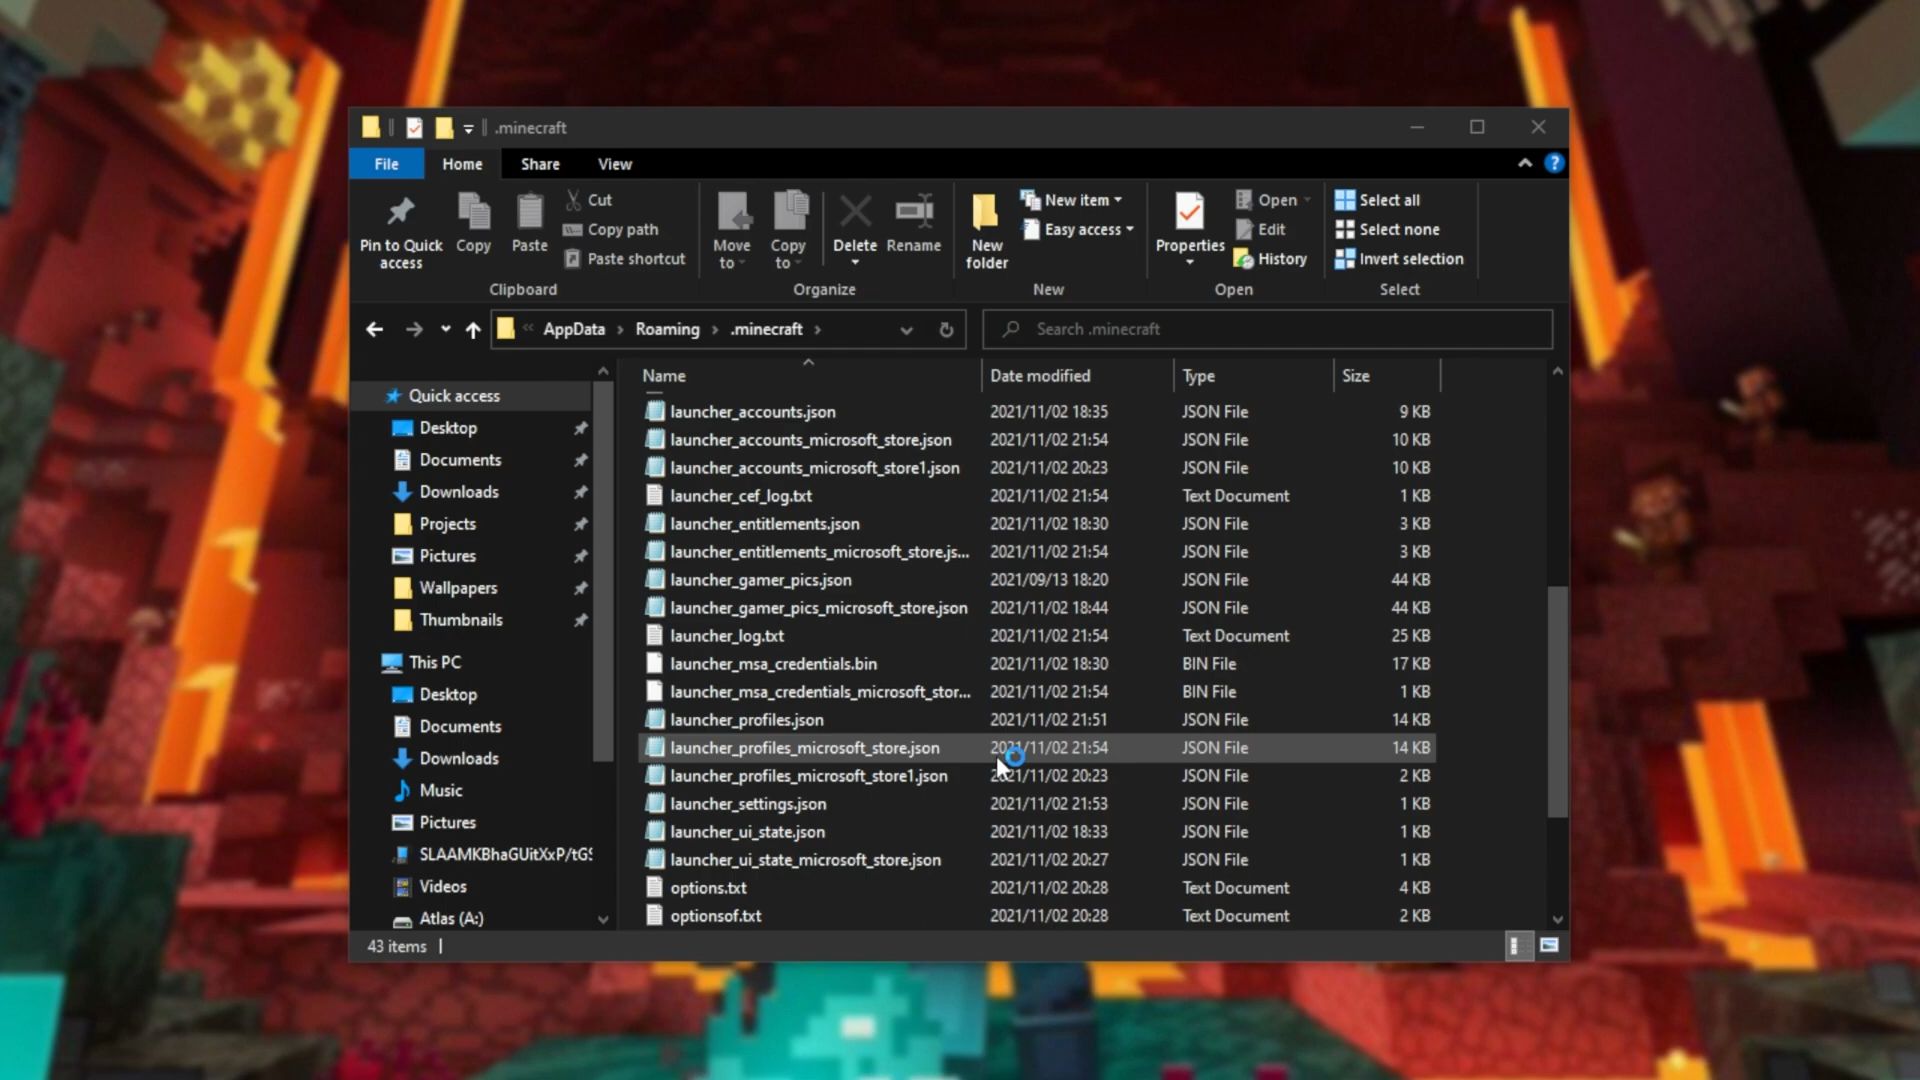 .minecraft
File Home Share View
Pin to Quick access
Copy
Paste
Cut
Copy path
Paste shortcut
Clipboard
Move to
Copy to
Delete
Rename
Organize
New folder
New item
Easy access
New
Properties
Open
Edit
History
Open
Select all
Select none
Invert selection
Select
« AppData › Roaming › .minecraft ›
Search .minecraft
Quick access
Desktop
Documents
Downloads
Projects
Pictures
Wallpapers
Thumbnails
This PC
Desktop
Documents
Downloads
Music
Pictures
SLAAMKBhaGUitXxP/tGS
Videos
Atlas (A:)
Name Date modified Type Size
launcher_accounts.json 2021/11/02 18:35 JSON File 9 KB
launcher_accounts_microsoft_store.json 2021/11/02 21:54 JSON File 10 KB
launcher_accounts_microsoft_store1.json 2021/11/02 20:23 JSON File 10 KB
launcher_cef_log.txt 2021/11/02 21:54 Text Document 1 KB
launcher_entitlements.json 2021/11/02 18:30 JSON File 3 KB
launcher_entitlements_microsoft_store.js... 2021/11/02 21:54 JSON File 3 KB
launcher_gamer_pics.json 2021/09/13 18:20 JSON File 44 KB
launcher_gamer_pics_microsoft_store.json 2021/11/02 18:44 JSON File 44 KB
launcher_log.txt 2021/11/02 21:54 Text Document 25 KB
launcher_msa_credentials.bin 2021/11/02 18:30 BIN File 17 KB
launcher_msa_credentials_microsoft_stor... 2021/11/02 21:54 BIN File 1 KB
launcher_profiles.json 2021/11/02 21:51 JSON File 14 KB
launcher_profiles_microsoft_store.json 2021/11/02 21:54 JSON File 14 KB
launcher_profiles_microsoft_store1.json 2021/11/02 20:23 JSON File 2 KB
launcher_settings.json 2021/11/02 21:53 JSON File 1 KB
launcher_ui_state.json 2021/11/02 18:33 JSON File 1 KB
launcher_ui_state_microsoft_store.json 2021/11/02 20:27 JSON File 1 KB
options.txt 2021/11/02 20:28 Text Document 4 KB
optionsof.txt 2021/11/02 20:28 Text Document 2 KB
43 items